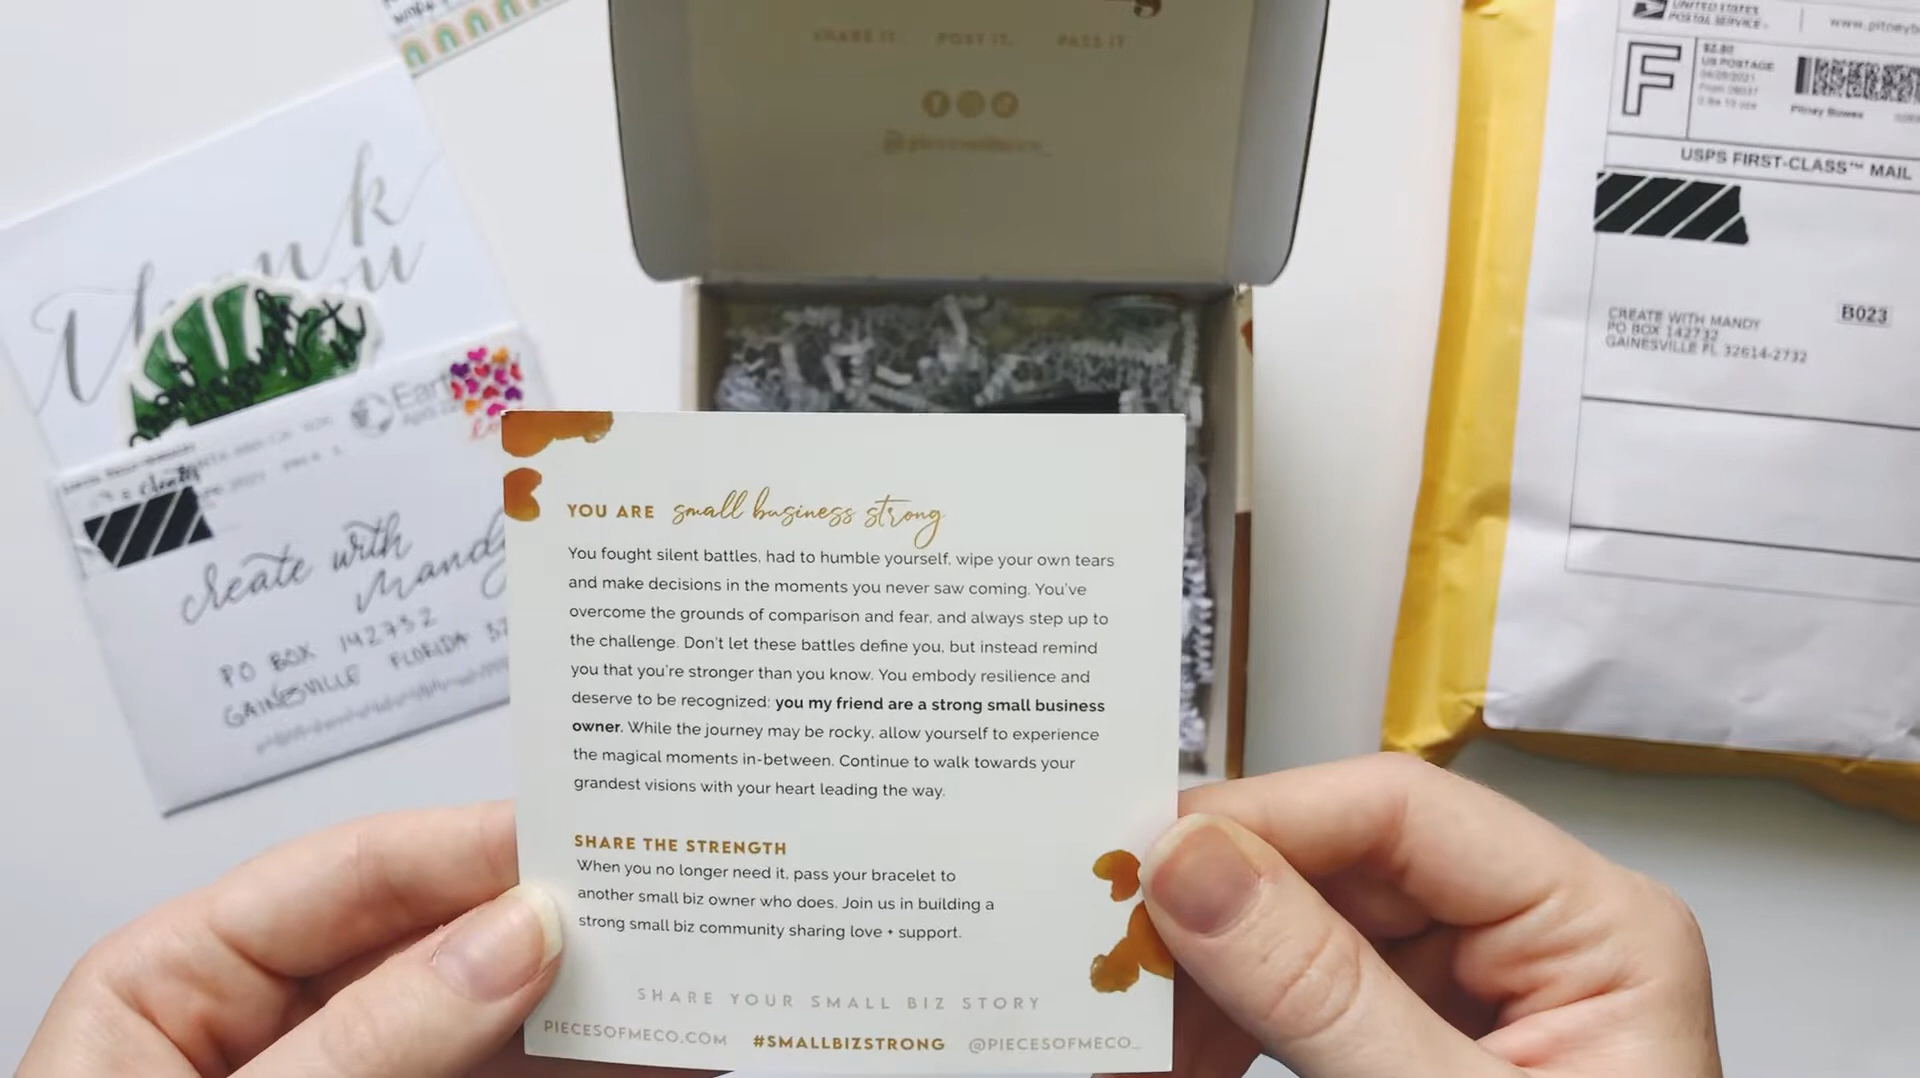 SHARE IT. POST IT. PASS IT
UNITED STATES
POSTAL SERVICE
F
US POSTAGE
Pitney Bowes
USPS FIRST-CLASS™ MAIL
B023
CREATE WITH MANDY
PO BOX 142732
GAINESVILLE FL 32614-2732
Thank
you
create with
Mandy
PO BOX 142732
GAINESVILLE FLORIDA
YOU ARE small business strong
You fought silent battles, had to humble yourself, wipe your own tears
and make decisions in the moments you never saw coming. You've
overcome the grounds of comparison and fear, and always step up to
the challenge. Don't let these battles define you, but instead remind
you that you're stronger than you know. You embody resilience and
deserve to be recognized; you my friend are a strong small business
owner. While the journey may be rocky, allow yourself to experience
the magical moments in-between. Continue to walk towards your
grandest visions with your heart leading the way.
SHARE THE STRENGTH
When you no longer need it, pass your bracelet to
another small biz owner who does. Join us in building a
strong small biz community sharing love + support.
SHARE YOUR SMALL BIZ STORY
PIECESOFMECO.COM #SMALLBIZSTRONG @PIECESOFMECO_